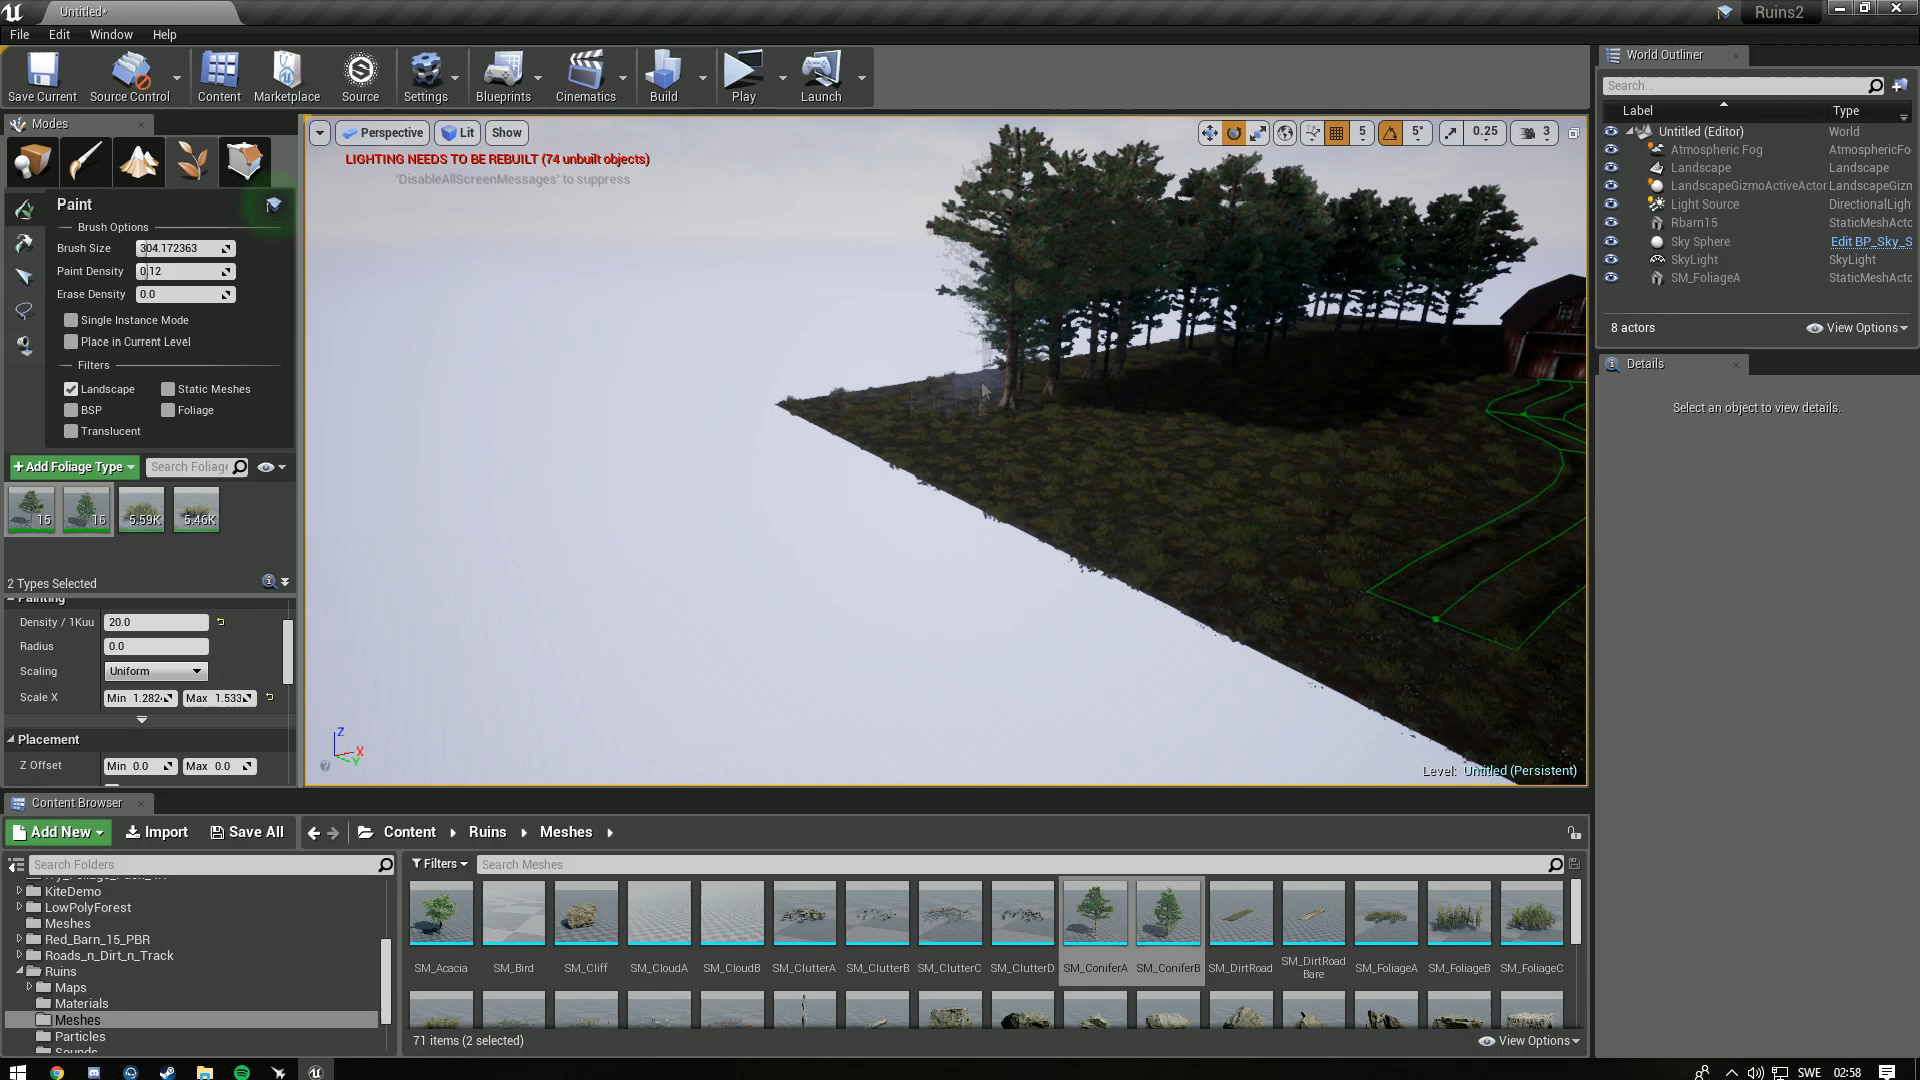 Untitled*
Ruins2
File Edit Window Help
Save Current Source Control Content Marketplace Source Settings Blueprints Cinematics Build Play Launch
Modes
Paint
Brush Options
Brush Size 304.172363
Paint Density 0.12
Erase Density 0.0
Single Instance Mode
Place in Current Level
Filters
Landscape Static Meshes
BSP Foliage
Translucent
+Add Foliage Type Search Foliage
15 16 5.59K 5.46K
2 Types Selected
Painting
Density / 1Kuu 20.0
Radius 0.0
Scaling Uniform
Scale X Min 1.282 Max 1.533
Placement
Z Offset Min 0.0 Max 0.0
Perspective Lit Show
5 5° 0.25 3
LIGHTING NEEDS TO BE REBUILT (74 unbuilt objects)
'DisableAllScreenMessages' to suppress
Z
X
Y
Level: Untitled (Persistent)
World Outliner
Search...
Label Type
Untitled (Editor) World
Atmospheric Fog AtmosphericFo
Landscape Landscape
LandscapeGizmoActiveActor LandscapeGizn
Light Source DirectionalLigh
Rbarn15 StaticMeshActo
Sky Sphere Edit BP_Sky_S
SkyLight SkyLight
SM_FoliageA StaticMeshActo
8 actors View Options
Details
Select an object to view details.
Content Browser
Add New Import Save All Content Ruins Meshes
Search Folders
Filters Search Meshes
KiteDemo
LowPolyForest
Meshes
Red_Barn_15_PBR
Roads_n_Dirt_n_Track
Ruins
Maps
Materials
Meshes
Particles
Sounds
SM_Acacia SM_Bird SM_Cliff SM_CloudA SM_CloudB SM_ClutterA SM_ClutterB SM_ClutterC SM_ClutterD SM_ConiferA SM_ConiferB SM_DirtRoad SM_DirtRoad
Bare SM_FoliageA SM_FoliageB SM_FoliageC
71 items (2 selected) View Options
SWE 02:58